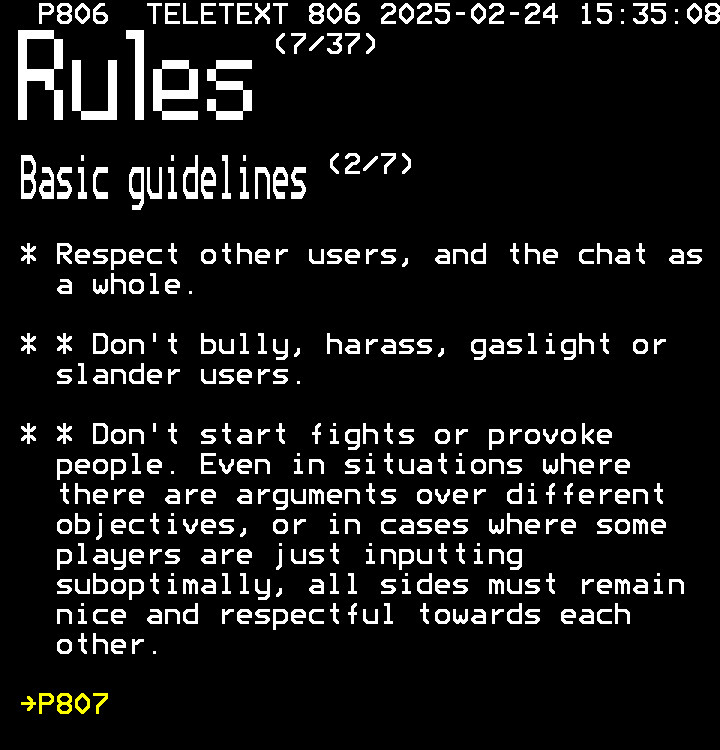 P806 TELETEXT 806 2025-02-24 15:35:08
Rules (7/37)
Basic guidelines (2/7)
* Respect other users, and the chat as
a whole.
* * Don't bully, harass, gaslight or
slander users.
* * Don't start fights or provoke
people. Even in situations where
there are arguments over different
objectives, or in cases where some
players are just inputting
suboptimally, all sides must remain
nice and respectful towards each
other.
→P807